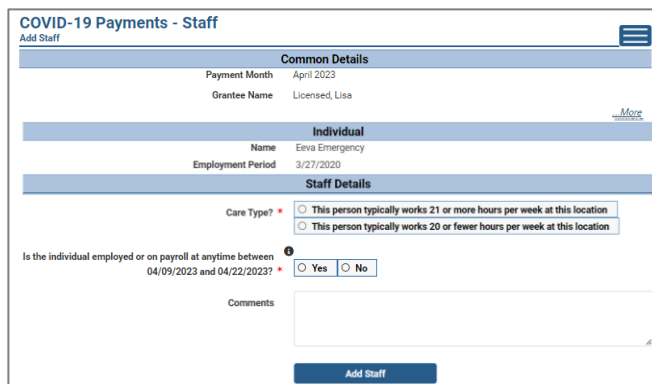 COVID-19 Payments - Staff
Add Staff
Common Details
Payment Month April 2023
Grantee Name Licensed, Lisa
...More
Individual
Name Eeva Emergency
Employment Period 3/27/2020
Staff Details
Care Type? * This person typically works 21 or more hours per week at this location
This person typically works 20 or fewer hours per week at this location
Is the individual employed or on payroll at anytime between
04/09/2023 and 04/22/2023? * Yes No
Comments
Add Staff